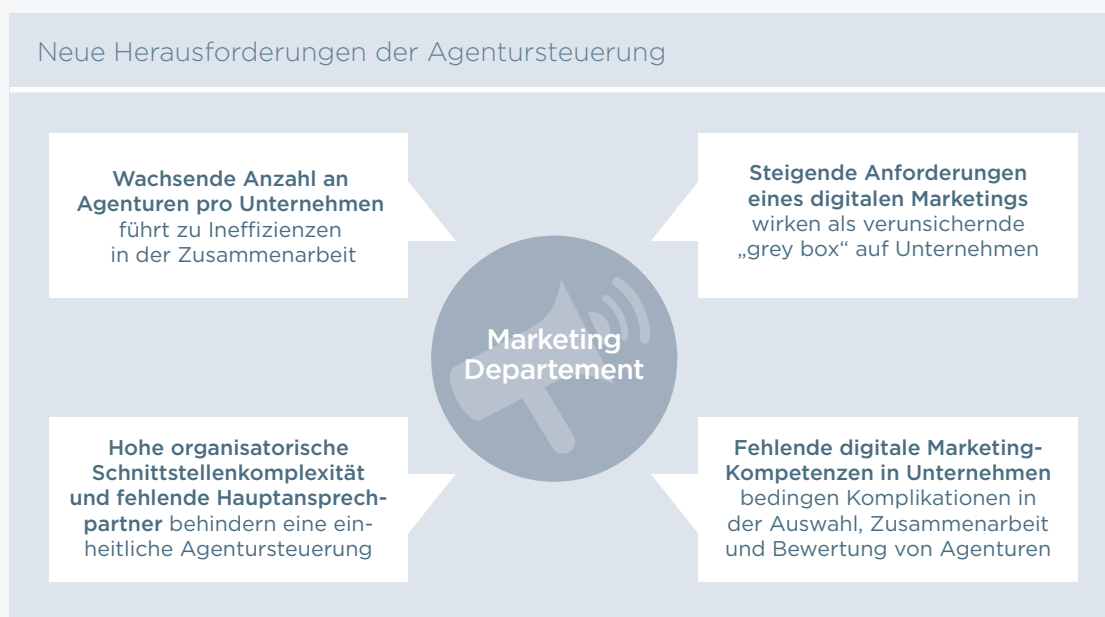 Neue Herausforderungen der Agentursteuerung
Wachsende Anzahl an
Agenturen pro Unternehmen
führt zu Ineffizienzen
in der Zusammenarbeit
Steigende Anforderungen
eines digitalen Marketings
wirken als verunsichernde
„grey box“ auf Unternehmen
Marketing
Departement
Hohe organisatorische
Schnittstellenkomplexität
und fehlende Hauptansprech-
partner behindern eine ein-
heitliche Agentursteuerung
Fehlende digitale Marketing-
Kompetenzen in Unternehmen
bedingen Komplikationen in
der Auswahl, Zusammenarbeit
und Bewertung von Agenturen